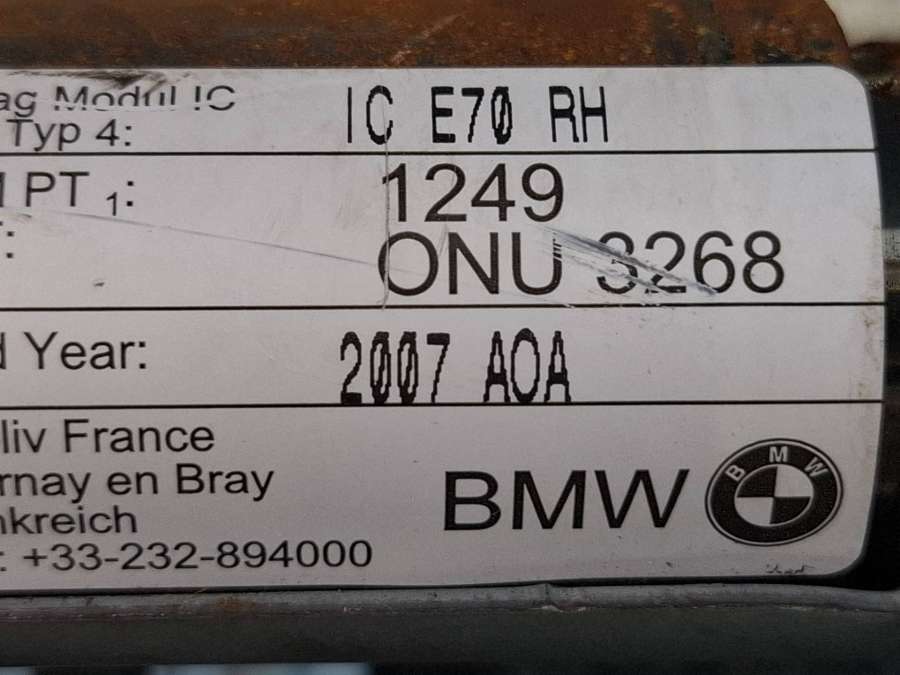 ag Modul IC IC E70 RH
Typ 4:
PT 1: 1249
ONU 3268
Year: 2007 AOA
liv France
rnay en Bray
BMW BMW
nkreich
: +33-232-894000